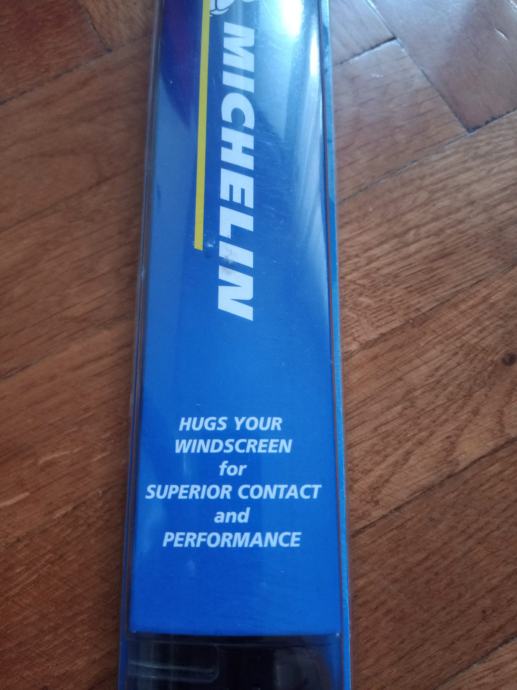 MICHELIN
HUGS YOUR
WINDSCREEN
for
SUPERIOR CONTACT
and
PERFORMANCE